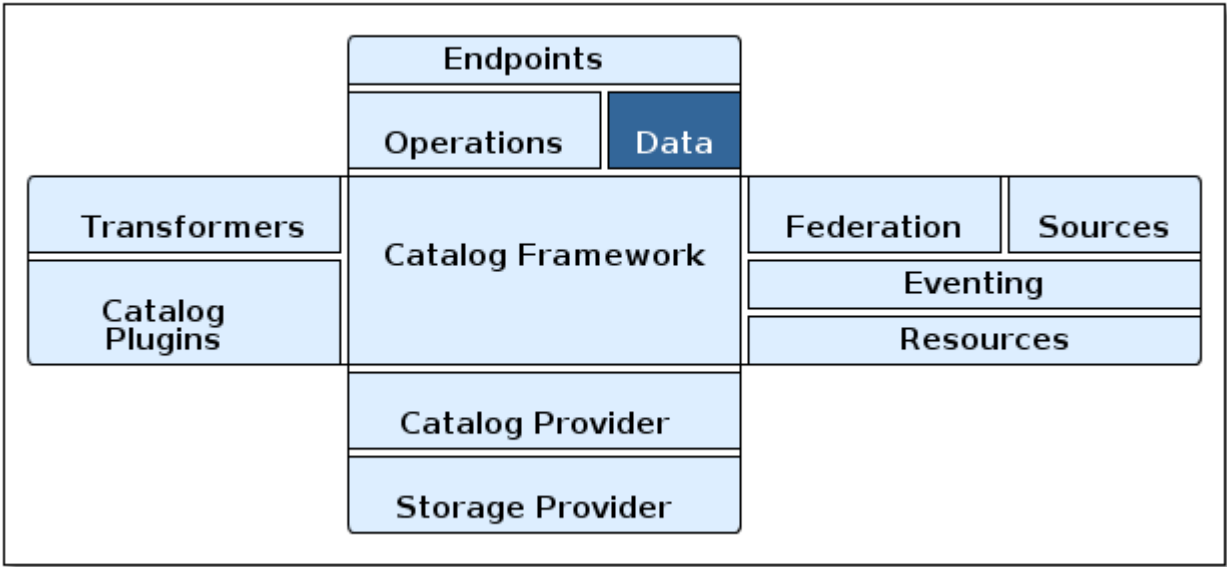 Endpoints
Operations
Data
Transformers
Catalog Framework
Federation
Sources
Catalog
Plugins
Eventing
Resources
Catalog Provider
Storage Provider